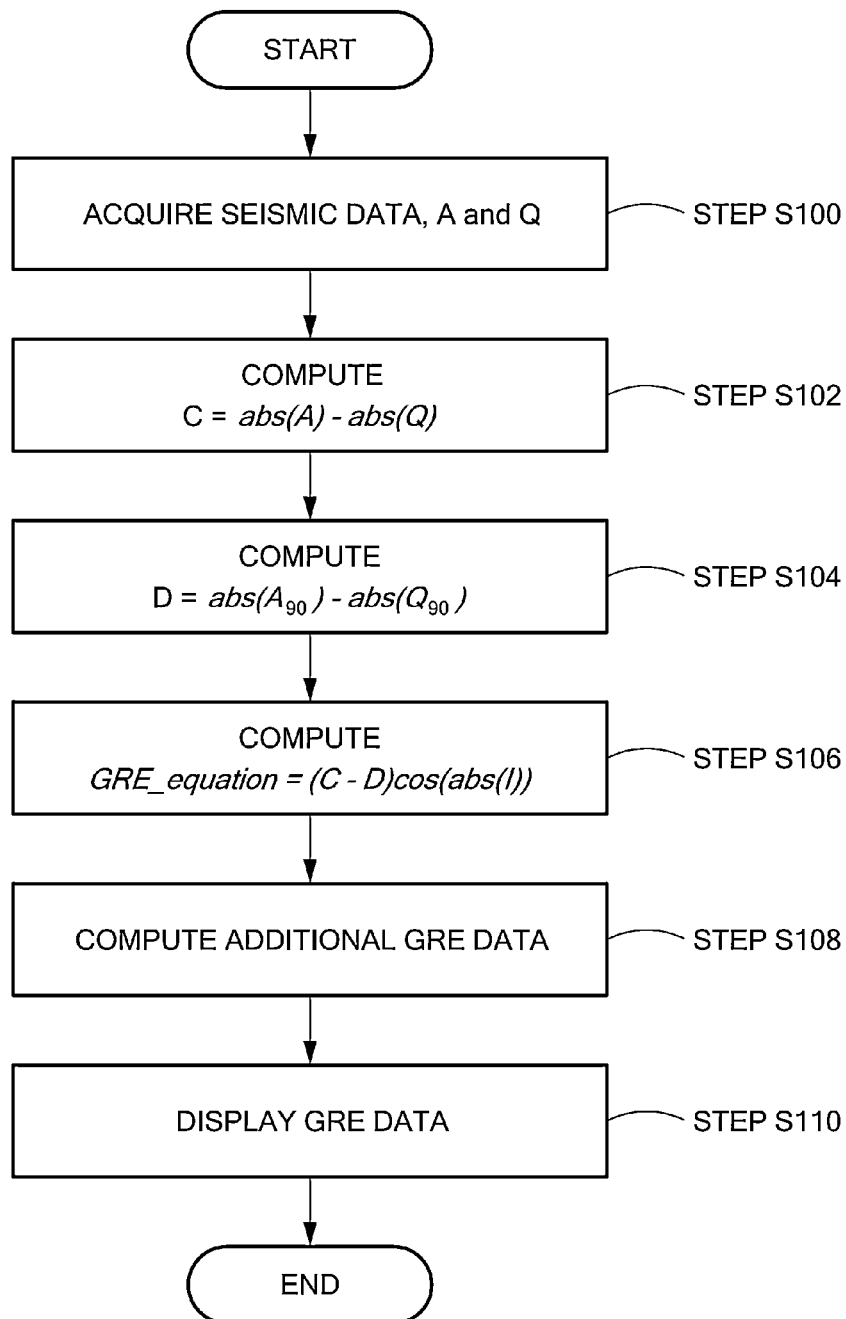 START
ACQUIRE SEISMIC DATA, A and Q
STEP S100
COMPUTE
C = abs(A) - abs(Q)
STEP S102
COMPUTE
D = abs(A₉₀) - abs(Q₉₀)
STEP S104
COMPUTE
GRE_equation = (C - D)cos(abs(I))
STEP S106
COMPUTE ADDITIONAL GRE DATA
STEP S108
DISPLAY GRE DATA
STEP S110
END